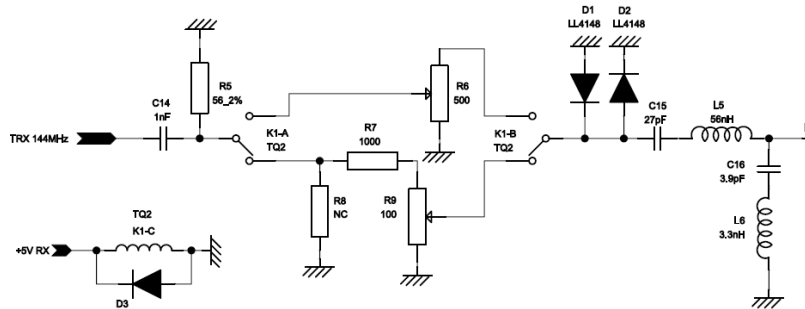 D1
LL4148
D2
LL4148
R5
56_2%
C14
1nF
TRX 144MHz
K1-A
TQ2
R6
500
R7
1000
R8
NC
R9
100
K1-B
TQ2
C15
27pF
L5
56nH
C16
3.9pF
L6
3.3nH
TQ2
K1-C
+5V RX
D3